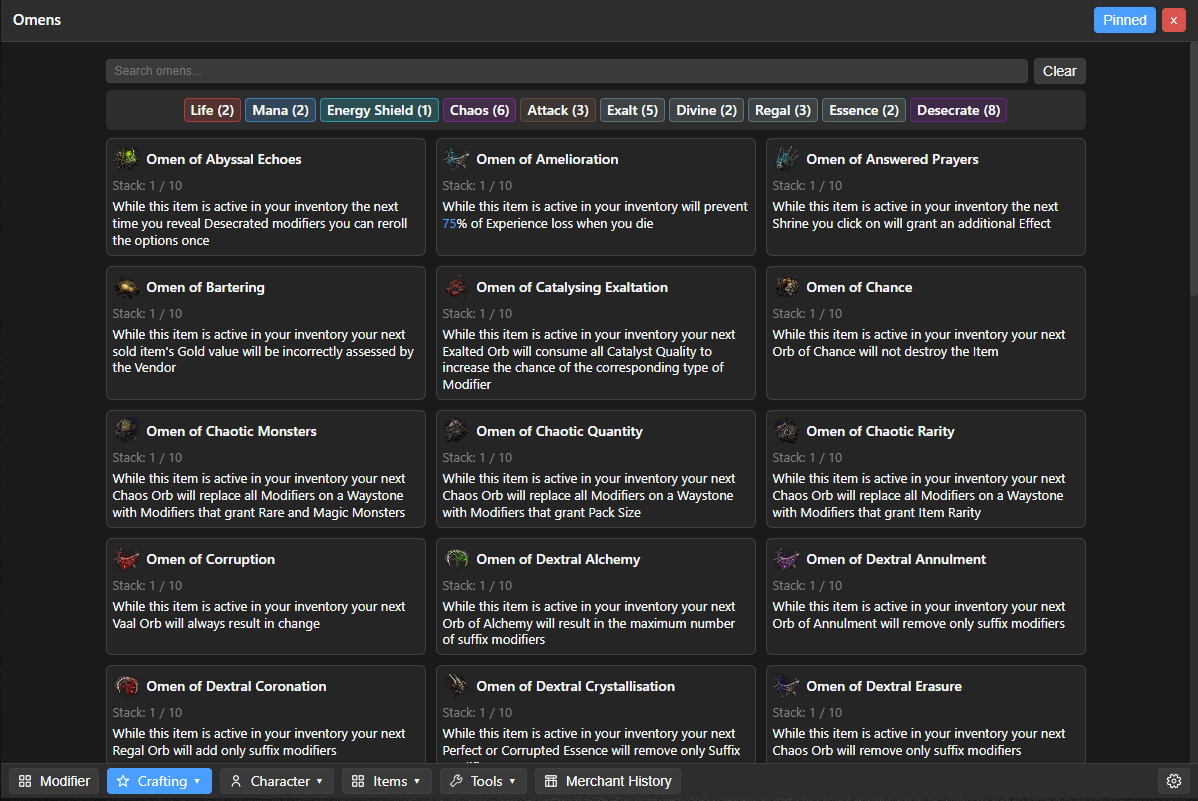 Omens
Pinned
x
Search omens...
Clear
Life (2)
Mana (2)
Energy Shield (1)
Chaos (6)
Attack (3)
Exalt (5)
Divine (2)
Regal (3)
Essence (2)
Desecrate (8)
Omen of Abyssal Echoes
Stack: 1 / 10
While this item is active in your inventory the next
time you reveal Desecrated modifiers you can reroll
the options once
Omen of Amelioration
Stack: 1 / 10
While this item is active in your inventory will prevent
75% of Experience loss when you die
Omen of Answered Prayers
Stack: 1 / 10
While this item is active in your inventory the next
Shrine you click on will grant an additional Effect
Omen of Bartering
Stack: 1 / 10
While this item is active in your inventory your next
sold item's Gold value will be incorrectly assessed by
the Vendor
Omen of Catalysing Exaltation
Stack: 1 / 10
While this item is active in your inventory your next
Exalted Orb will consume all Catalyst Quality to
increase the chance of the corresponding type of
Modifier
Omen of Chance
Stack: 1 / 10
While this item is active in your inventory your next
Orb of Chance will not destroy the Item
Omen of Chaotic Monsters
Stack: 1 / 10
While this item is active in your inventory your next
Chaos Orb will replace all Modifiers on a Waystone
with Modifiers that grant Rare and Magic Monsters
Omen of Chaotic Quantity
Stack: 1 / 10
While this item is active in your inventory your next
Chaos Orb will replace all Modifiers on a Waystone
with Modifiers that grant Pack Size
Omen of Chaotic Rarity
Stack: 1 / 10
While this item is active in your inventory your next
Chaos Orb will replace all Modifiers on a Waystone
with Modifiers that grant Item Rarity
Omen of Corruption
Stack: 1 / 10
While this item is active in your inventory your next
Vaal Orb will always result in change
Omen of Dextral Alchemy
Stack: 1 / 10
While this item is active in your inventory your next
Orb of Alchemy will result in the maximum number
of suffix modifiers
Omen of Dextral Annulment
Stack: 1 / 10
While this item is active in your inventory your next
Orb of Annulment will remove only suffix modifiers
Omen of Dextral Coronation
Stack: 1 / 10
While this item is active in your inventory your next
Regal Orb will add only suffix modifiers
Omen of Dextral Crystallisation
Stack: 1 / 10
While this item is active in your inventory your next
Perfect or Corrupted Essence will remove only Suffix
Omen of Dextral Erasure
Stack: 1 / 10
While this item is active in your inventory your next
Chaos Orb will remove only suffix modifiers
Modifier
Crafting
Character
Items
Tools
Merchant History